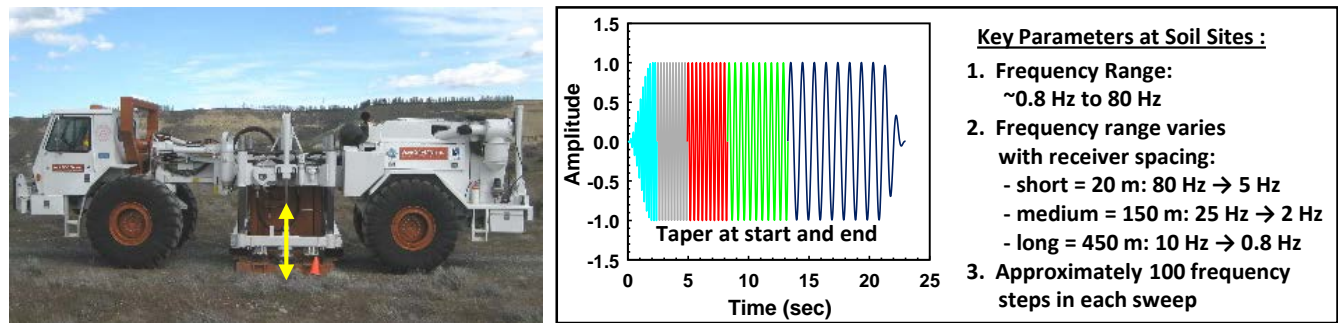 1.5
1.0
0.5
0.0
-0.5
-1.0
-1.5
Amplitude
Taper at start and end
0 5 10 15 20 25
Time (sec)
Key Parameters at Soil Sites :
1. Frequency Range:
~0.8 Hz to 80 Hz
2. Frequency range varies
with receiver spacing:
- short = 20 m: 80 Hz → 5 Hz
- medium = 150 m: 25 Hz → 2 Hz
- long = 450 m: 10 Hz → 0.8 Hz
3. Approximately 100 frequency
steps in each sweep